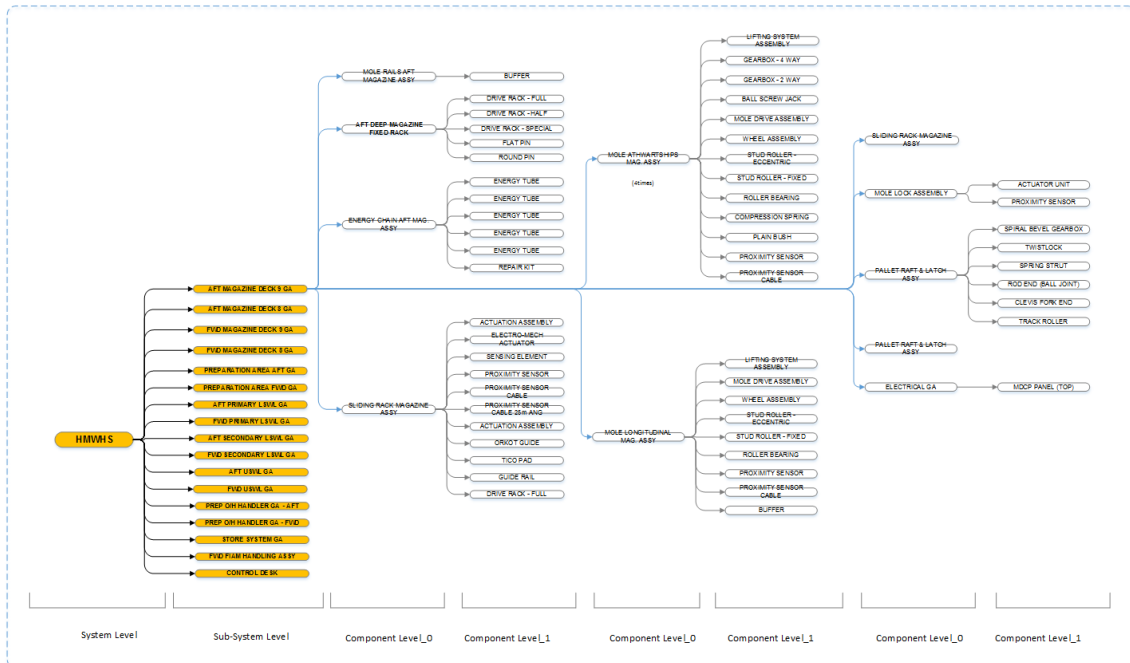 HMWHS
AFT MAGAZINE DECK 9 GA
AFT MAGAZINE DECK 8 GA
FWD MAGAZINE DECK 9 GA
FWD MAGAZINE DECK 8 GA
PREPARATION AREA AFT GA
PREPARATION AREA FWD GA
AFT PRIMARY LSWL GA
FWD PRIMARY LSWL GA
AFT SECONDARY LSWL GA
FWD SECONDARY LSWL GA
AFT USWL GA
FWD USWL GA
PREP O/H HANDLER GA - AFT
PREP O/H HANDLER GA - FWD
STORE SYSTEM GA
FWD FIAM HANDLING ASSY
CONTROL DESK
MOLE RAILS AFT
MAGAZINE ASSY
BUFFER
AFT DEEP MAGAZINE
FIXED RACK
DRIVE RACK - FULL
DRIVE RACK - HALF
DRIVE RACK - SPECIAL
FLAT PIN
ROUND PIN
ENERGY CHAIN AFT MAG
ASSY
ENERGY TUBE
ENERGY TUBE
ENERGY TUBE
ENERGY TUBE
ENERGY TUBE
REPAIR KIT
SLIDING RACK MAGAZINE
ASSY
ACTUATION ASSEMBLY
ELECTRO-MECH
ACTUATOR
SENSING ELEMENT
PROXIMITY SENSOR
PROXIMITY SENSOR
CABLE
PROXIMITY SENSOR
CABLE 25m ANG
ACTUATION ASSEMBLY
ORKOT GUIDE
TICO PAD
GUIDE RAIL
DRIVE RACK - FULL
MOLE ATHWARTSHIPS
MAG. ASSY
(4times)
LIFTING SYSTEM
ASSEMBLY
GEARBOX - 4 WAY
GEARBOX - 2 WAY
BALL SCREW JACK
MOLE DRIVE ASSEMBLY
WHEEL ASSEMBLY
STUD ROLLER -
ECCENTRIC
STUD ROLLER - FIXED
ROLLER BEARING
COMPRESSION SPRING
PLAIN BUSH
PROXIMITY SENSOR
PROXIMITY SENSOR
CABLE
MOLE LONGITUDINAL
MAG. ASSY
LIFTING SYSTEM
ASSEMBLY
MOLE DRIVE ASSEMBLY
WHEEL ASSEMBLY
STUD ROLLER -
ECCENTRIC
STUD ROLLER - FIXED
ROLLER BEARING
PROXIMITY SENSOR
PROXIMITY SENSOR
CABLE
BUFFER
SLIDING RACK MAGAZINE
ASSY
MOLE LOCK ASSEMBLY
ACTUATOR UNIT
PROXIMITY SENSOR
PALLET RAFT & LATCH
ASSY
SPIRAL BEVEL GEARBOX
TWISTLOCK
SPRING STRUT
ROD END (BALL JOINT)
CLEVIS FORK END
TRACK ROLLER
PALLET RAFT & LATCH
ASSY
ELECTRICAL GA
MDCP PANEL (TOP)
System Level
Sub-System Level
Component Level_0
Component Level_1
Component Level_0
Component Level_1
Component Level_0
Component Level_1